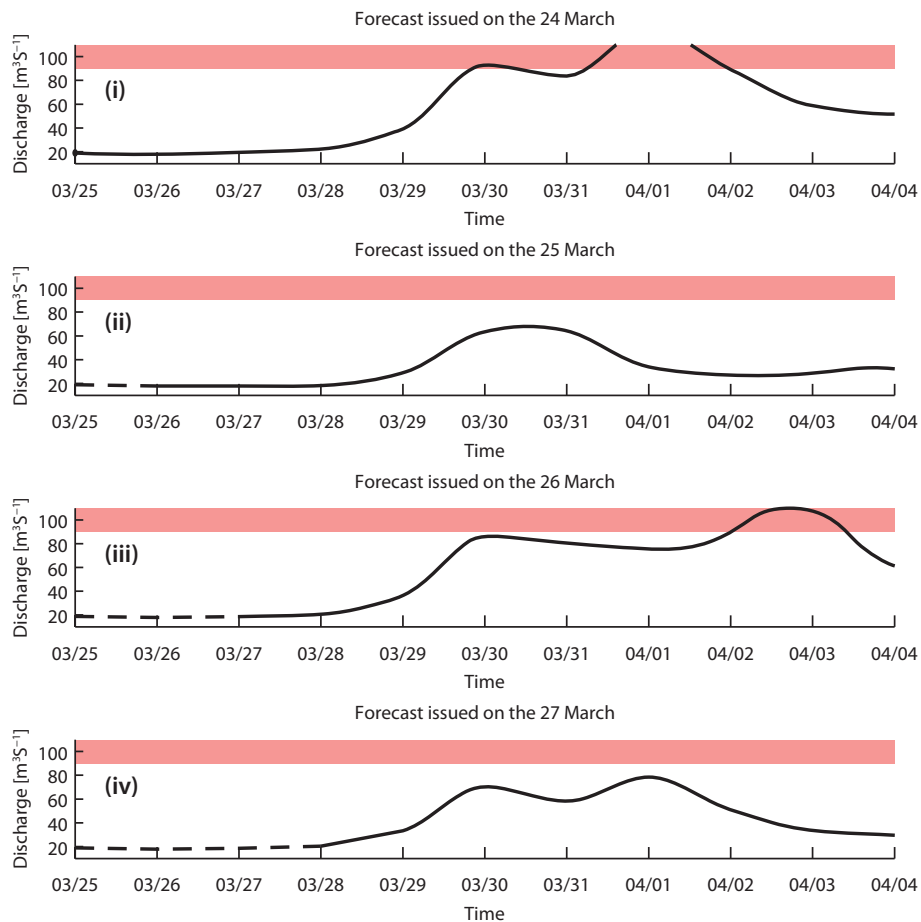 Forecast issued on the 24 March
Discharge [m³S⁻¹]
100
80
60
40
20
(i)
03/25 03/26 03/27 03/28 03/29 03/30 03/31 04/01 04/02 04/03 04/04
Time
Forecast issued on the 25 March
Discharge [m³S⁻¹]
100
80
60
40
20
(ii)
03/25 03/26 03/27 03/28 03/29 03/30 03/31 04/01 04/02 04/03 04/04
Time
Forecast issued on the 26 March
Discharge [m³S⁻¹]
100
80
60
40
20
(iii)
03/25 03/26 03/27 03/28 03/29 03/30 03/31 04/01 04/02 04/03 04/04
Time
Forecast issued on the 27 March
Discharge [m³S⁻¹]
100
80
60
40
20
(iv)
03/25 03/26 03/27 03/28 03/29 03/30 03/31 04/01 04/02 04/03 04/04
Time